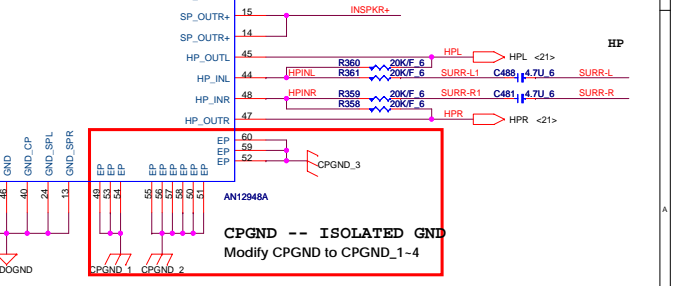 SP_OUTR+ 15 INSPKR+
SP_OUTR+ 14
HP
HP_OUTL 45 HPL HPL <21>
R360 20K/F_6
HP_INL 44 HPINL R361 20K/F_6 SURR-L1 C488 4.7U_6 SURR-L
HP_INR 48 HPINR R359 20K/F_6 SURR-R1 C481 4.7U_6 SURR-R
R358 20K/F_6
HP_OUTR 47 HPR HPR <21>
EP 60
EP 59
EP 52
CPGND_3
GND GND_CP GND_SPL GND_SPR EP EP EP EP EP EP EP EP EP
46 40 24 13 49 53 54 55 56 57 58 50 51
AN12948A
A
CPGND -- ISOLATED GND
Modify CPGND to CPGND_1~4
DOGND CPGND_1 CPGND_2